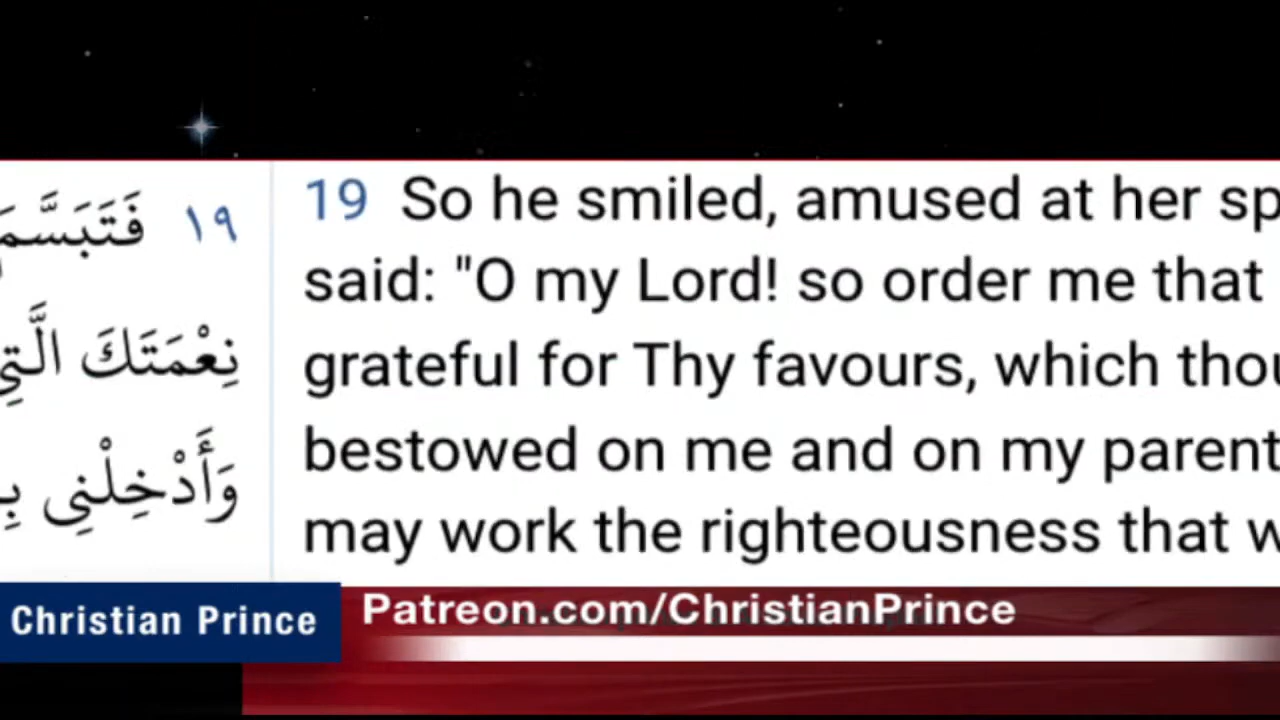 ١٩ فَتَبَسَّمَ
نِعْمَتَكَ الَّتِي
وَأَدْخِلْنِى
19 So he smiled, amused at her sp
said: "O my Lord! so order me that
grateful for Thy favours, which thou
bestowed on me and on my parent
may work the righteousness that w
Christian Prince
Patreon.com/ChristianPrince